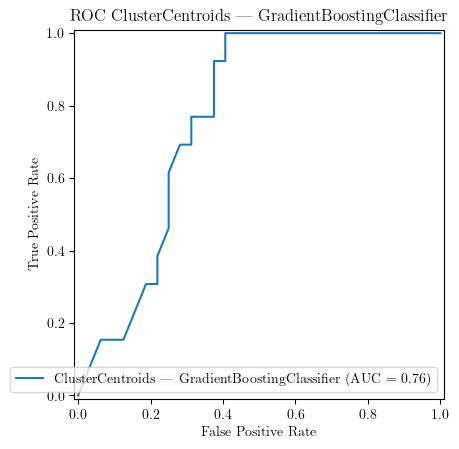 ROC ClusterCentroids — GradientBoostingClassifier
1.0
0.8
0.6
0.4
0.2
0.0
True Positive Rate
ClusterCentroids — GradientBoostingClassifier (AUC = 0.76)
0.0 0.2 0.4 0.6 0.8 1.0
False Positive Rate